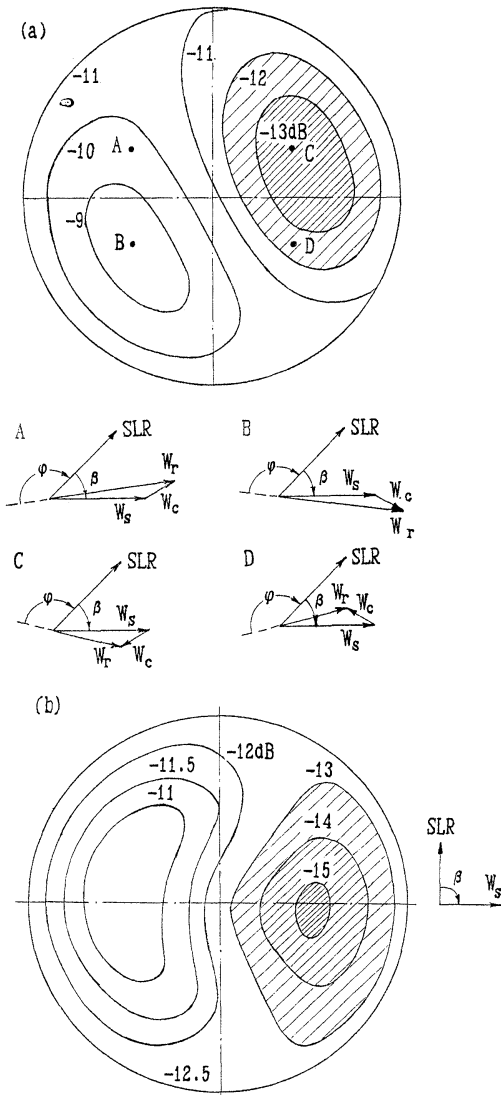 (a)
-11
-11
-12
-13dB
C
-10
A
-9
B
D
A
SLR
φ
β
W_r
W_s
W_c
B
SLR
φ
β
W_s
W_c
W_r
C
SLR
φ
β
W_s
W_r
W_c
D
SLR
φ
β
W_r
W_c
W_s
(b)
-12dB
-11.5
-13
-11
-14
-15
SLR
β
W_s
-12.5